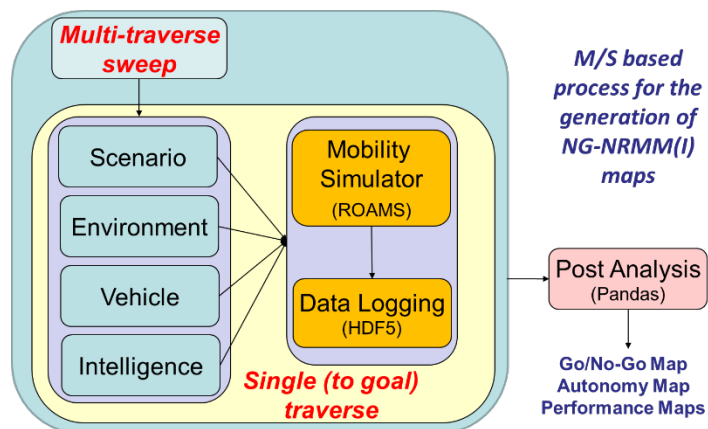 Multi-traverse
sweep
Scenario
Environment
Vehicle
Intelligence
Mobility
Simulator
(ROAMS)
Data Logging
(HDF5)
Single (to goal)
traverse
M/S based
process for the
generation of
NG-NRMM(I)
maps
Post Analysis
(Pandas)
Go/No-Go Map
Autonomy Map
Performance Maps